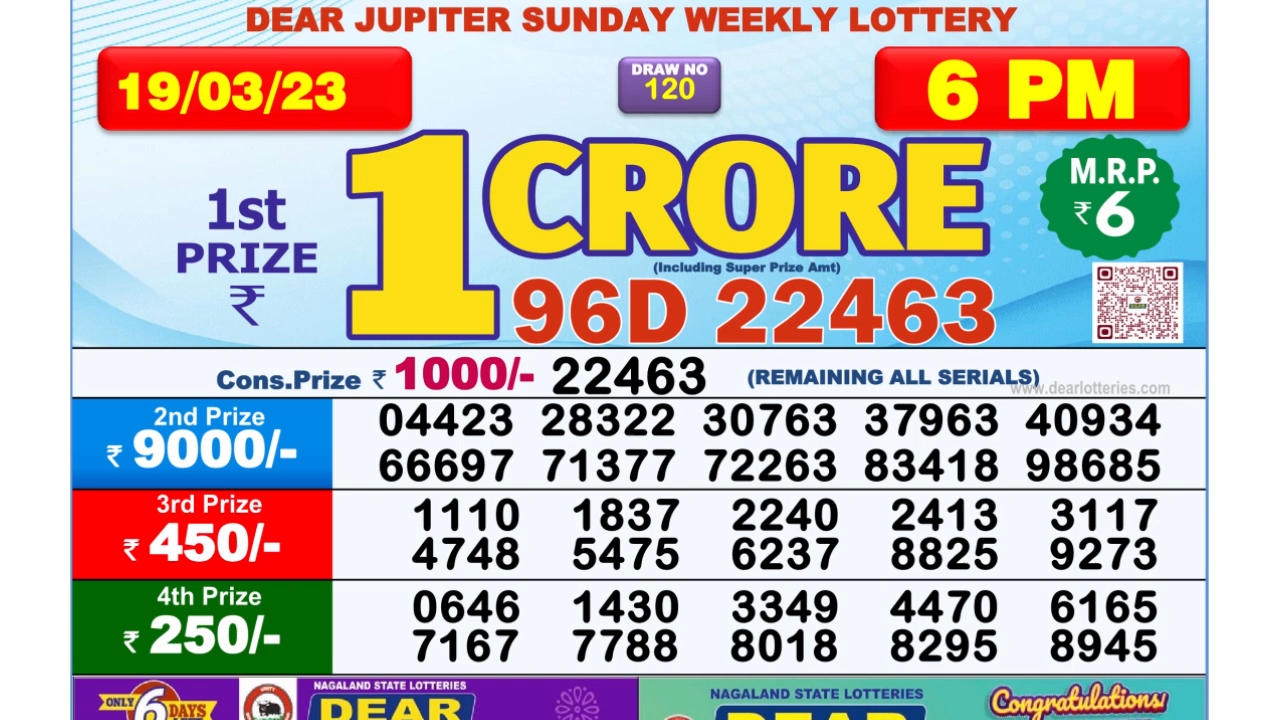 DEAR JUPITER SUNDAY WEEKLY LOTTERY
19/03/23
DRAW NO
120
6 PM
1st
PRIZE
₹
1 CRORE
(Including Super Prize Amt)
96D 22463
M.R.P.
₹ 6
Cons.Prize ₹ 1000/- 22463 (REMAINING ALL SERIALS)
www.dearlotteries.com
2nd Prize
₹ 9000/-
04423 28322 30763 37963 40934
66697 71377 72263 83418 98685
3rd Prize
₹ 450/-
1110 1837 2240 2413 3117
4748 5475 6237 8825 9273
4th Prize
₹ 250/-
0646 1430 3349 4470 6165
7167 7788 8018 8295 8945
ONLY
6 DAYS
NAGALAND STATE LOTTERIES
DEAR
NAGALAND STATE LOTTERIES
DEAR
Congratulations!